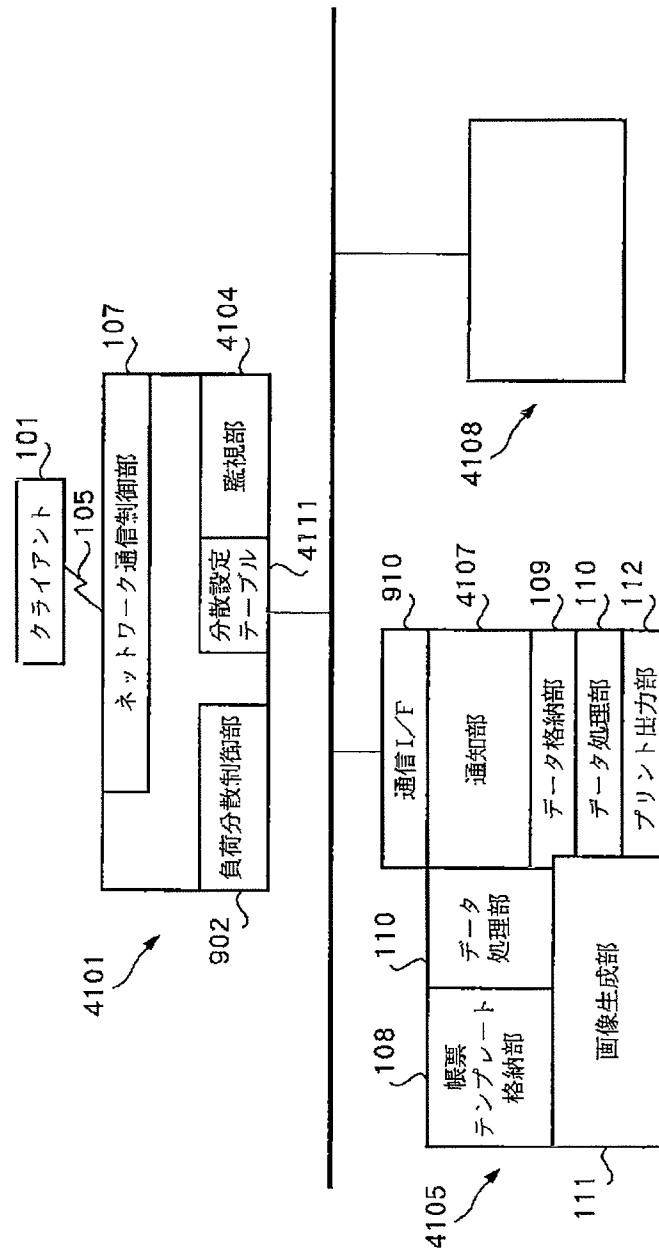 クライアント
101
105
107
ネットワーク通信制御部
4104
監視部
分散設定
テーブル
4111
負荷分散制御部
902
4101
通信I/F
910
通知部
4107
データ格納部
109
データ処理部
110
プリント出力部
112
110
データ
処理部
108
帳票
テンプレート
格納部
画像生成部
111
4105
4108